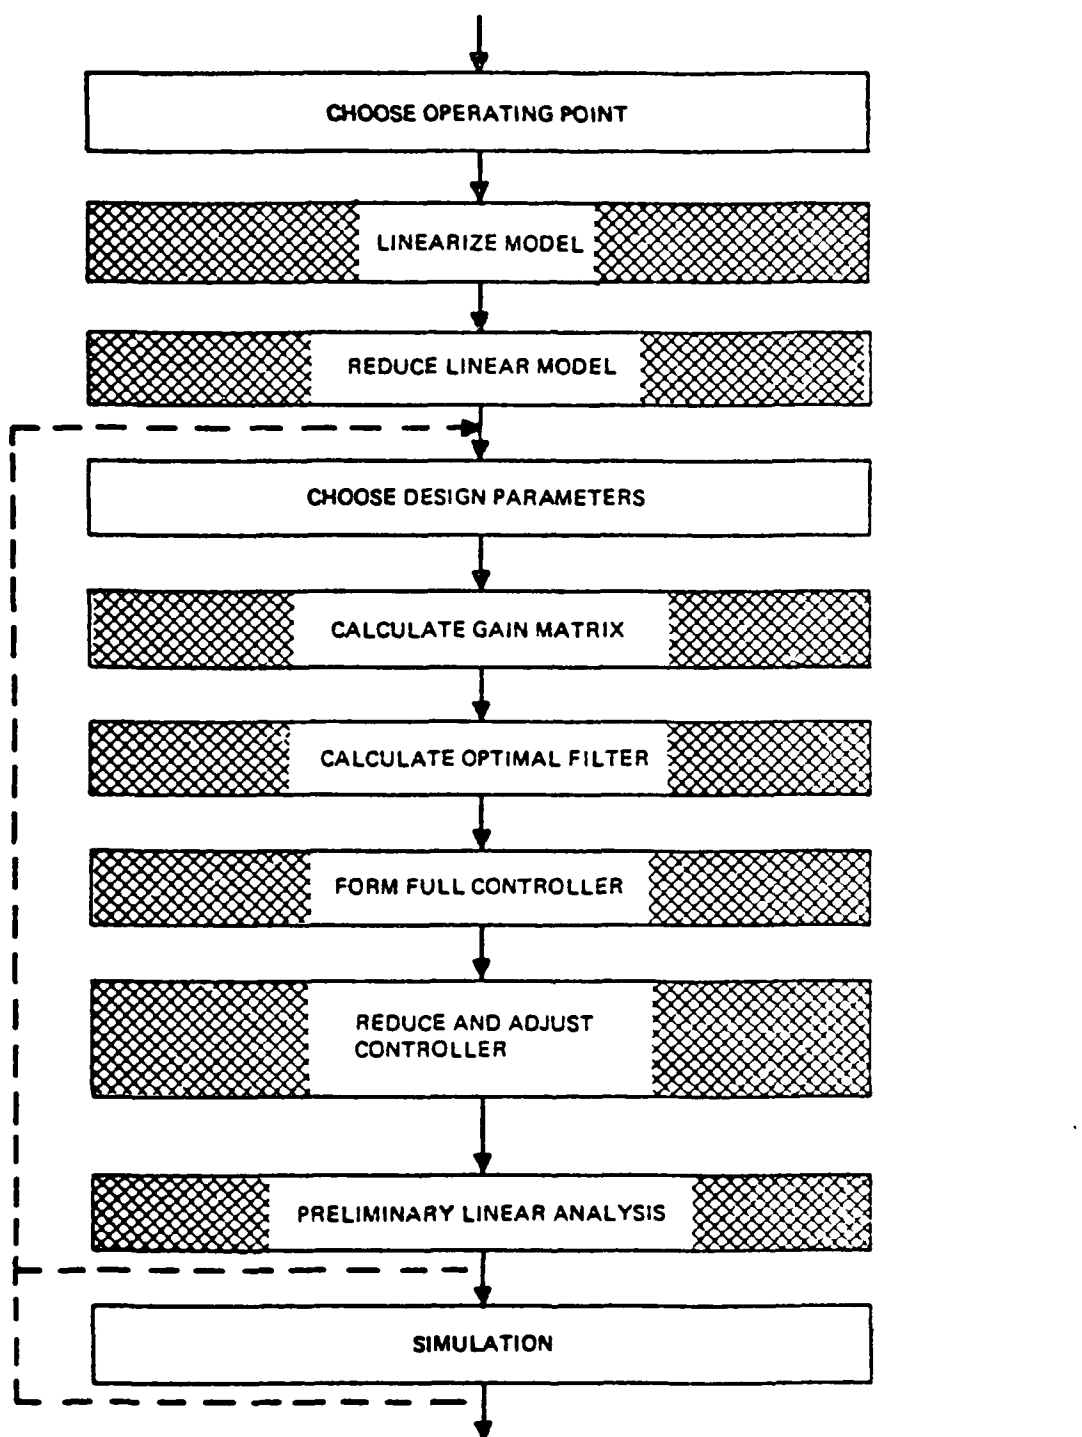 CHOOSE OPERATING POINT
LINEARIZE MODEL
REDUCE LINEAR MODEL
CHOOSE DESIGN PARAMETERS
CALCULATE GAIN MATRIX
CALCULATE OPTIMAL FILTER
FORM FULL CONTROLLER
REDUCE AND ADJUST
CONTROLLER
PRELIMINARY LINEAR ANALYSIS
SIMULATION